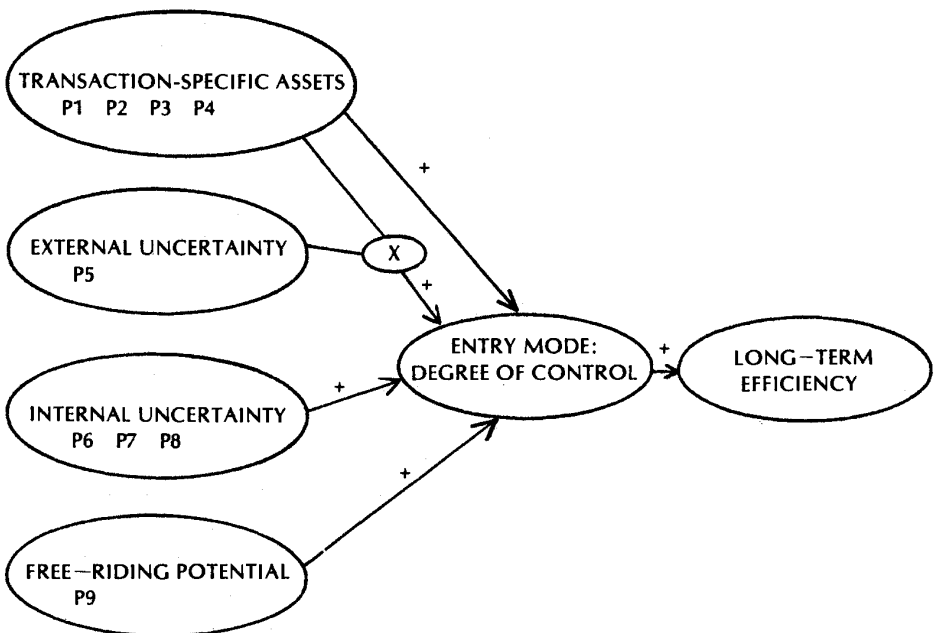 TRANSACTION-SPECIFIC ASSETS
P1 P2 P3 P4
+
EXTERNAL UNCERTAINTY
P5
X
+
ENTRY MODE:
DEGREE OF CONTROL
+
LONG-TERM
EFFICIENCY
INTERNAL UNCERTAINTY
P6 P7 P8
+
+
FREE-RIDING POTENTIAL
P9